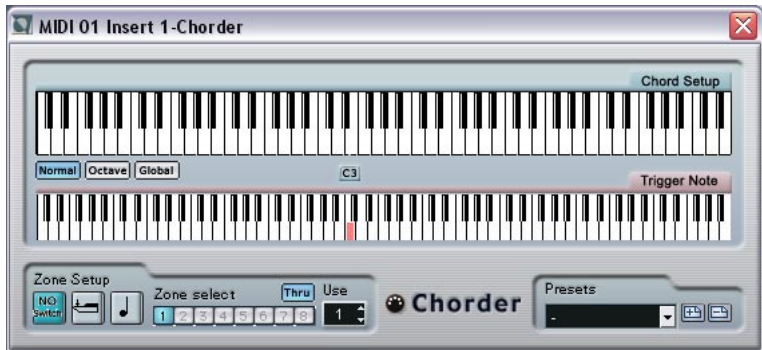 MIDI 01 Insert 1-Chorder
Chord Setup
Normal Octave Global
C3
Trigger Note
Zone Setup
NO Switch
Zone select Thru Use
1 2 3 4 5 6 7 8
1
Chorder
Presets
-